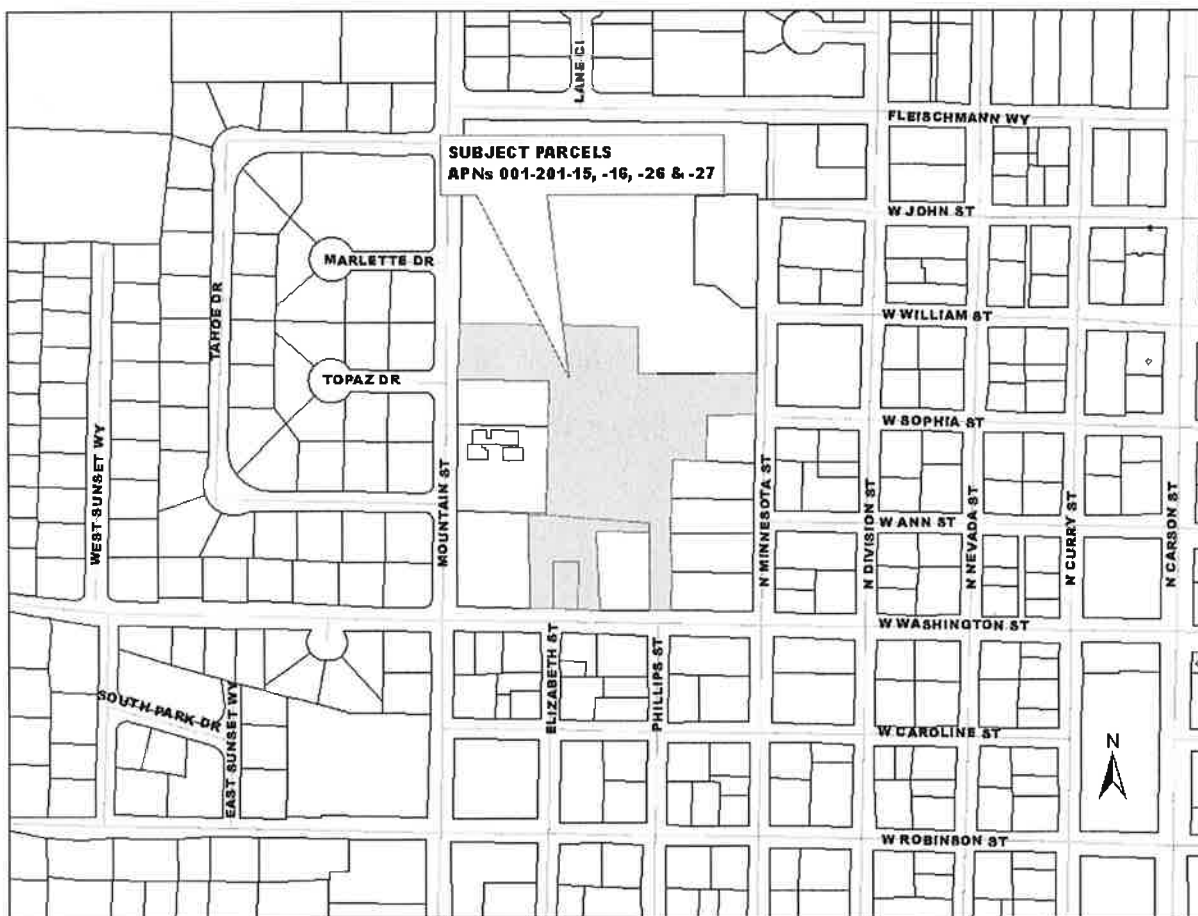 LANE CI
FLEISCHMANN WY
SUBJECT PARCELS
APNs 001-201-15, -16, -26 & -27
W JOHN ST
MARLETTE DR
TAHOE DR
W WILLIAM ST
TOPAZ DR
W SOPHIA ST
WEST SUNSET WY
MOUNTAIN ST
N MINNESOTA ST
N DIVISION ST
W ANN ST
N NEVADA ST
N CURRY ST
N CARSON ST
W WASHINGTON ST
ELIZABETH ST
PHILLIPS ST
SOUTH PARK DR
EAST SUNSET WY
W CAROLINE ST
N
W ROBINSON ST